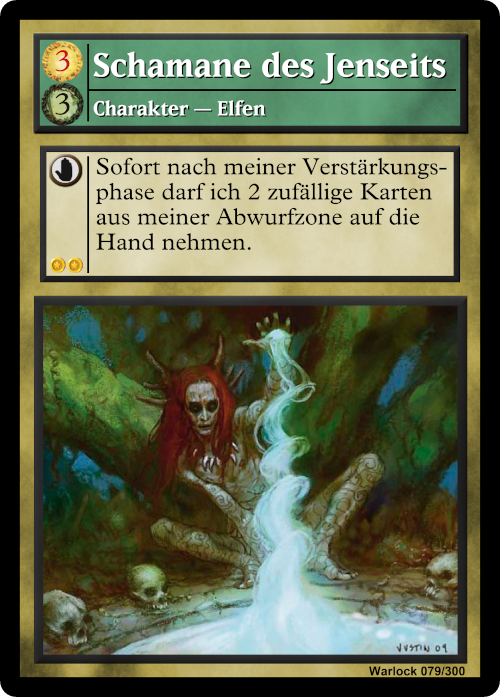 3
Schamane des Jenseits
3
Charakter — Elfen
Sofort nach meiner Verstärkungs-
phase darf ich 2 zufällige Karten
aus meiner Abwurfzone auf die
Hand nehmen.
JUSTIN 09
Warlock 079/300